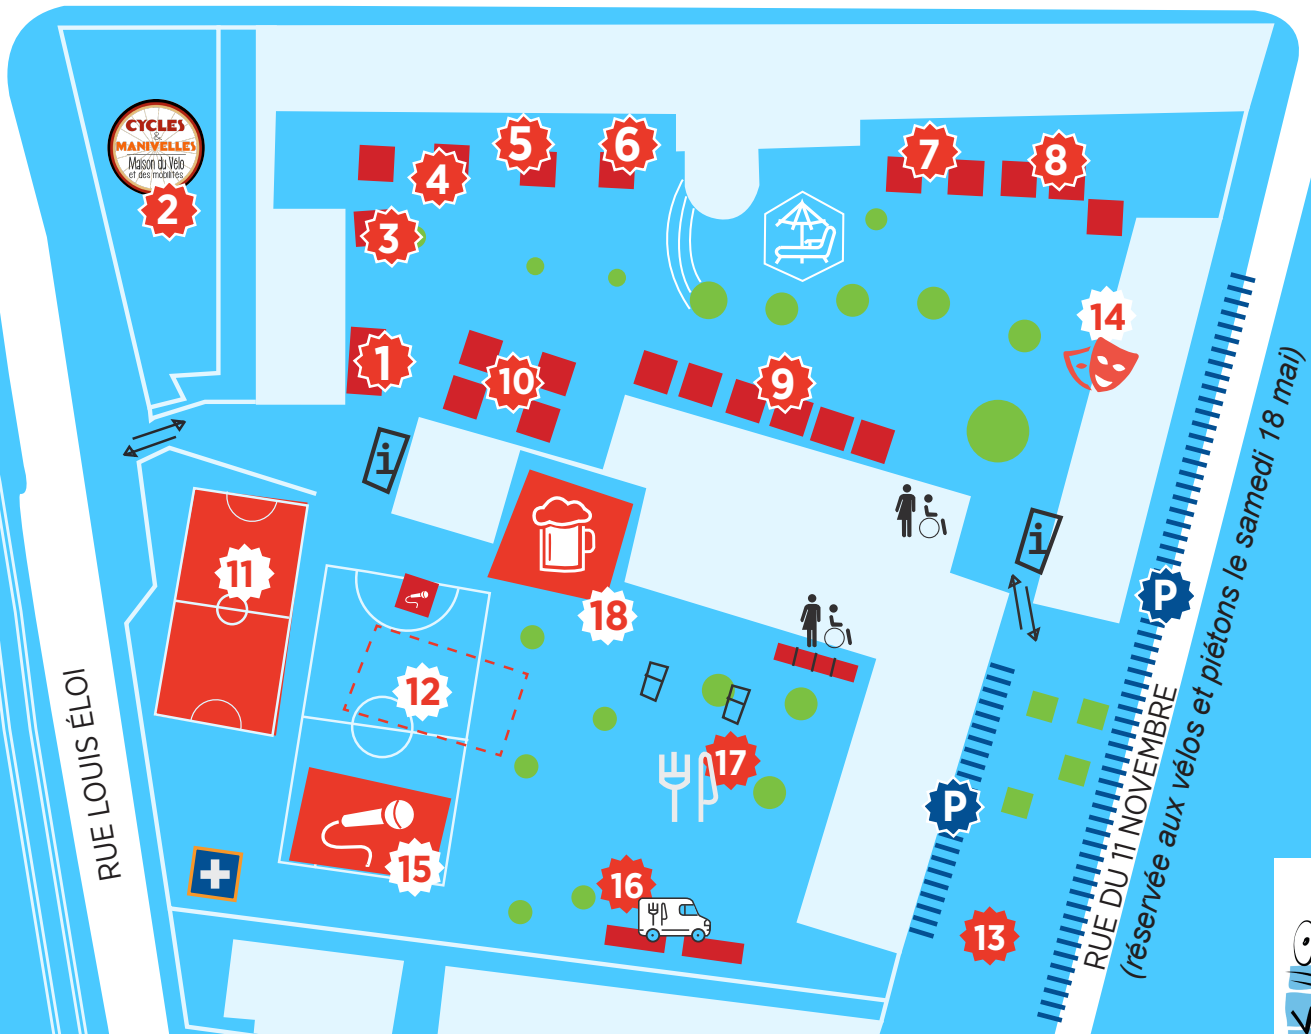 CYCLES
&
MANIVELLES
Maison du Vélo
et des mobilités
2
5
6
7
8
4
3
14
1
10
9
i
i
11
P
18
12
RUE LOUIS ÉLOI
17
P
15
16
13
RUE DU 11 NOVEMBRE
(réservée aux vélos et piétons le samedi 18 mai)